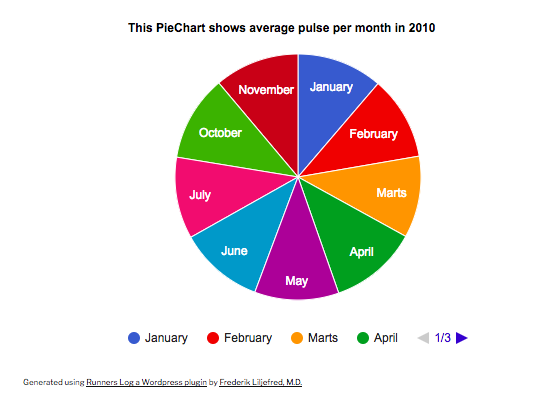 This PieChart shows average pulse per month in 2010
November
January
October
February
July
Marts
June
April
May
January
February
Marts
April
1/3
Generated using Runners Log a Wordpress plugin by Frederik Liljefred, M.D.